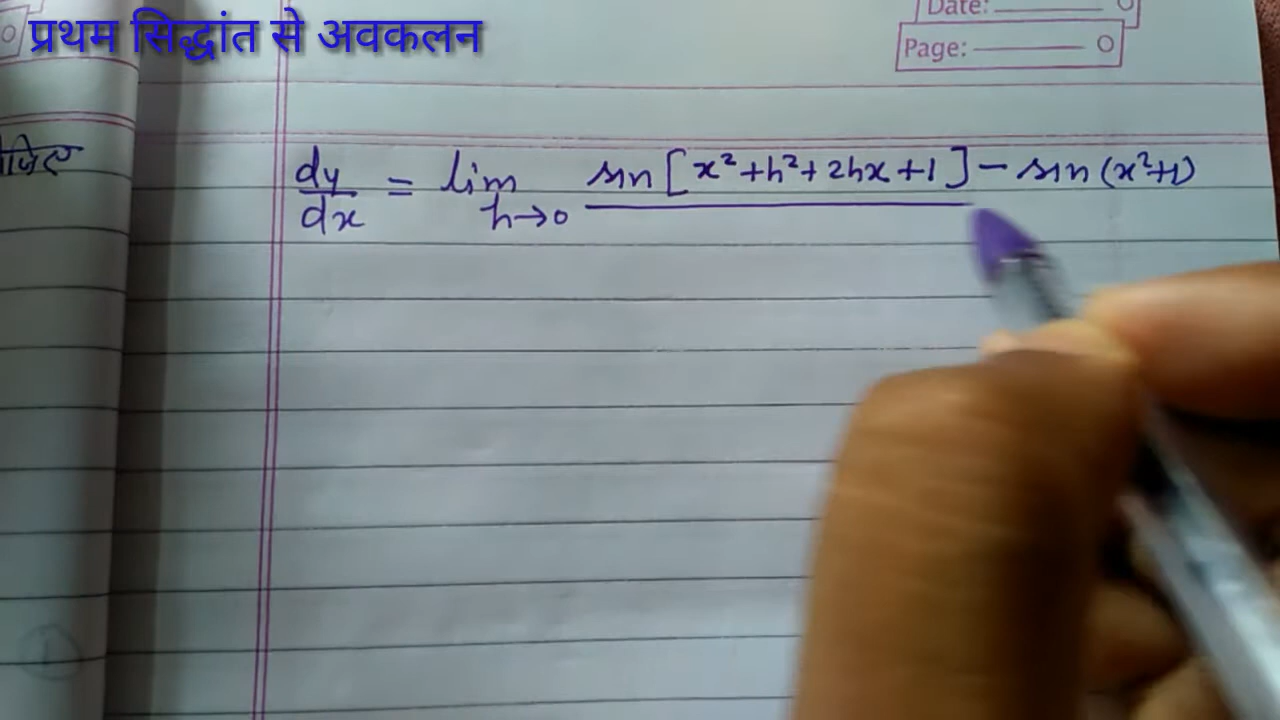 प्रथम सिद्धांत से अवकलन
Date:
Page:
dy/dx = lim h→0 sin[x²+h²+2hx+1] - sin(x²+1)